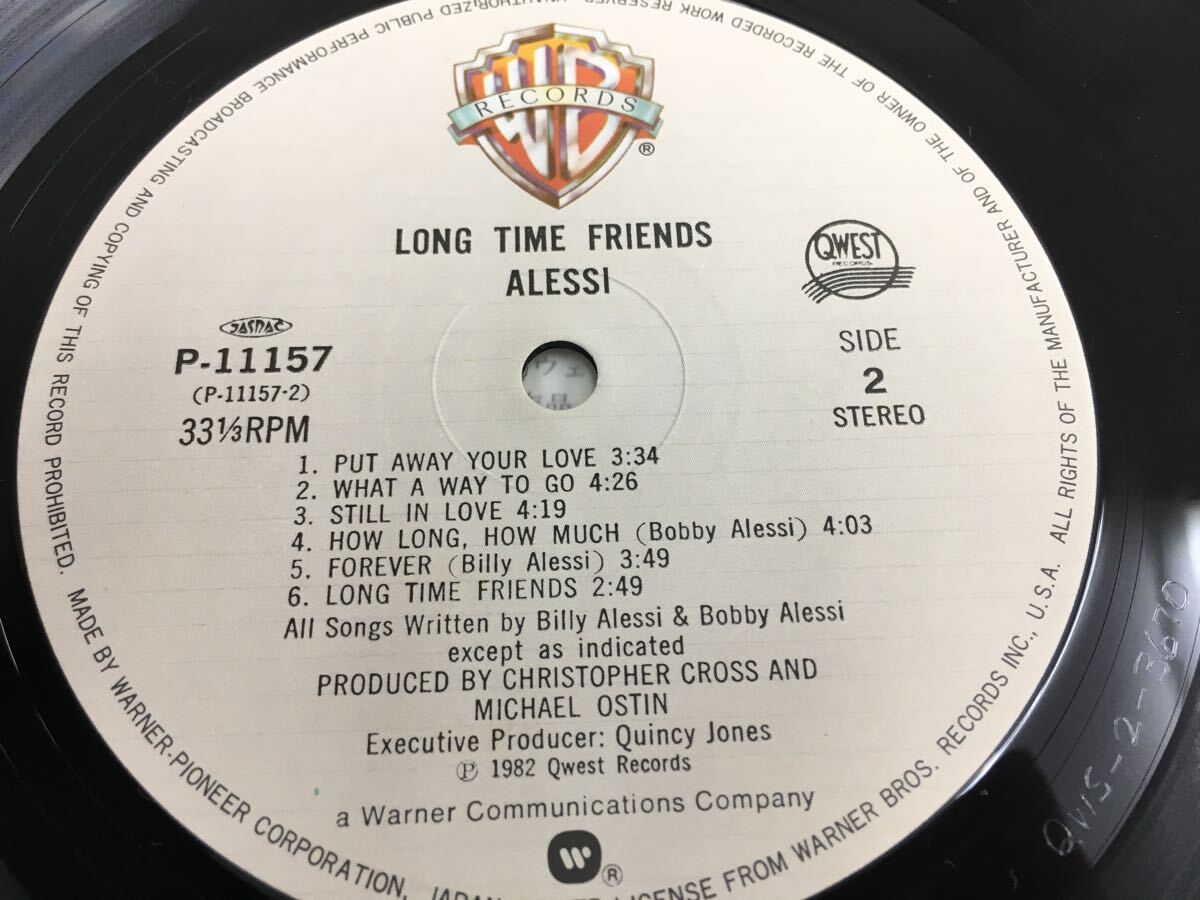 WB
RECORDS
®
LONG TIME FRIENDS
ALESSI
QWEST
RECORDS
JASRAC
P-11157
(P-11157-2)
33⅓RPM
SIDE
2
STEREO
1. PUT AWAY YOUR LOVE 3:34
2. WHAT A WAY TO GO 4:26
3. STILL IN LOVE 4:19
4. HOW LONG, HOW MUCH (Bobby Alessi) 4:03
5. FOREVER (Billy Alessi) 3:49
6. LONG TIME FRIENDS 2:49
All Songs Written by Billy Alessi & Bobby Alessi
except as indicated
PRODUCED BY CHRISTOPHER CROSS AND
MICHAEL OSTIN
Executive Producer: Quincy Jones
℗ 1982 Qwest Records
a Warner Communications Company
®
ALL RIGHTS OF THE MANUFACTURER AND OF THE OWNER OF THE RECORDED WORK RESERVED. UNAUTHORIZED PUBLIC PERFORMANCE BROADCASTING AND COPYING OF THIS RECORD PROHIBITED. MADE BY WARNER-PIONEER CORPORATION, JAPAN LICENSE FROM WARNER BROS. RECORDS INC., U.S.A.
QWS-2-3670
ウェ
品